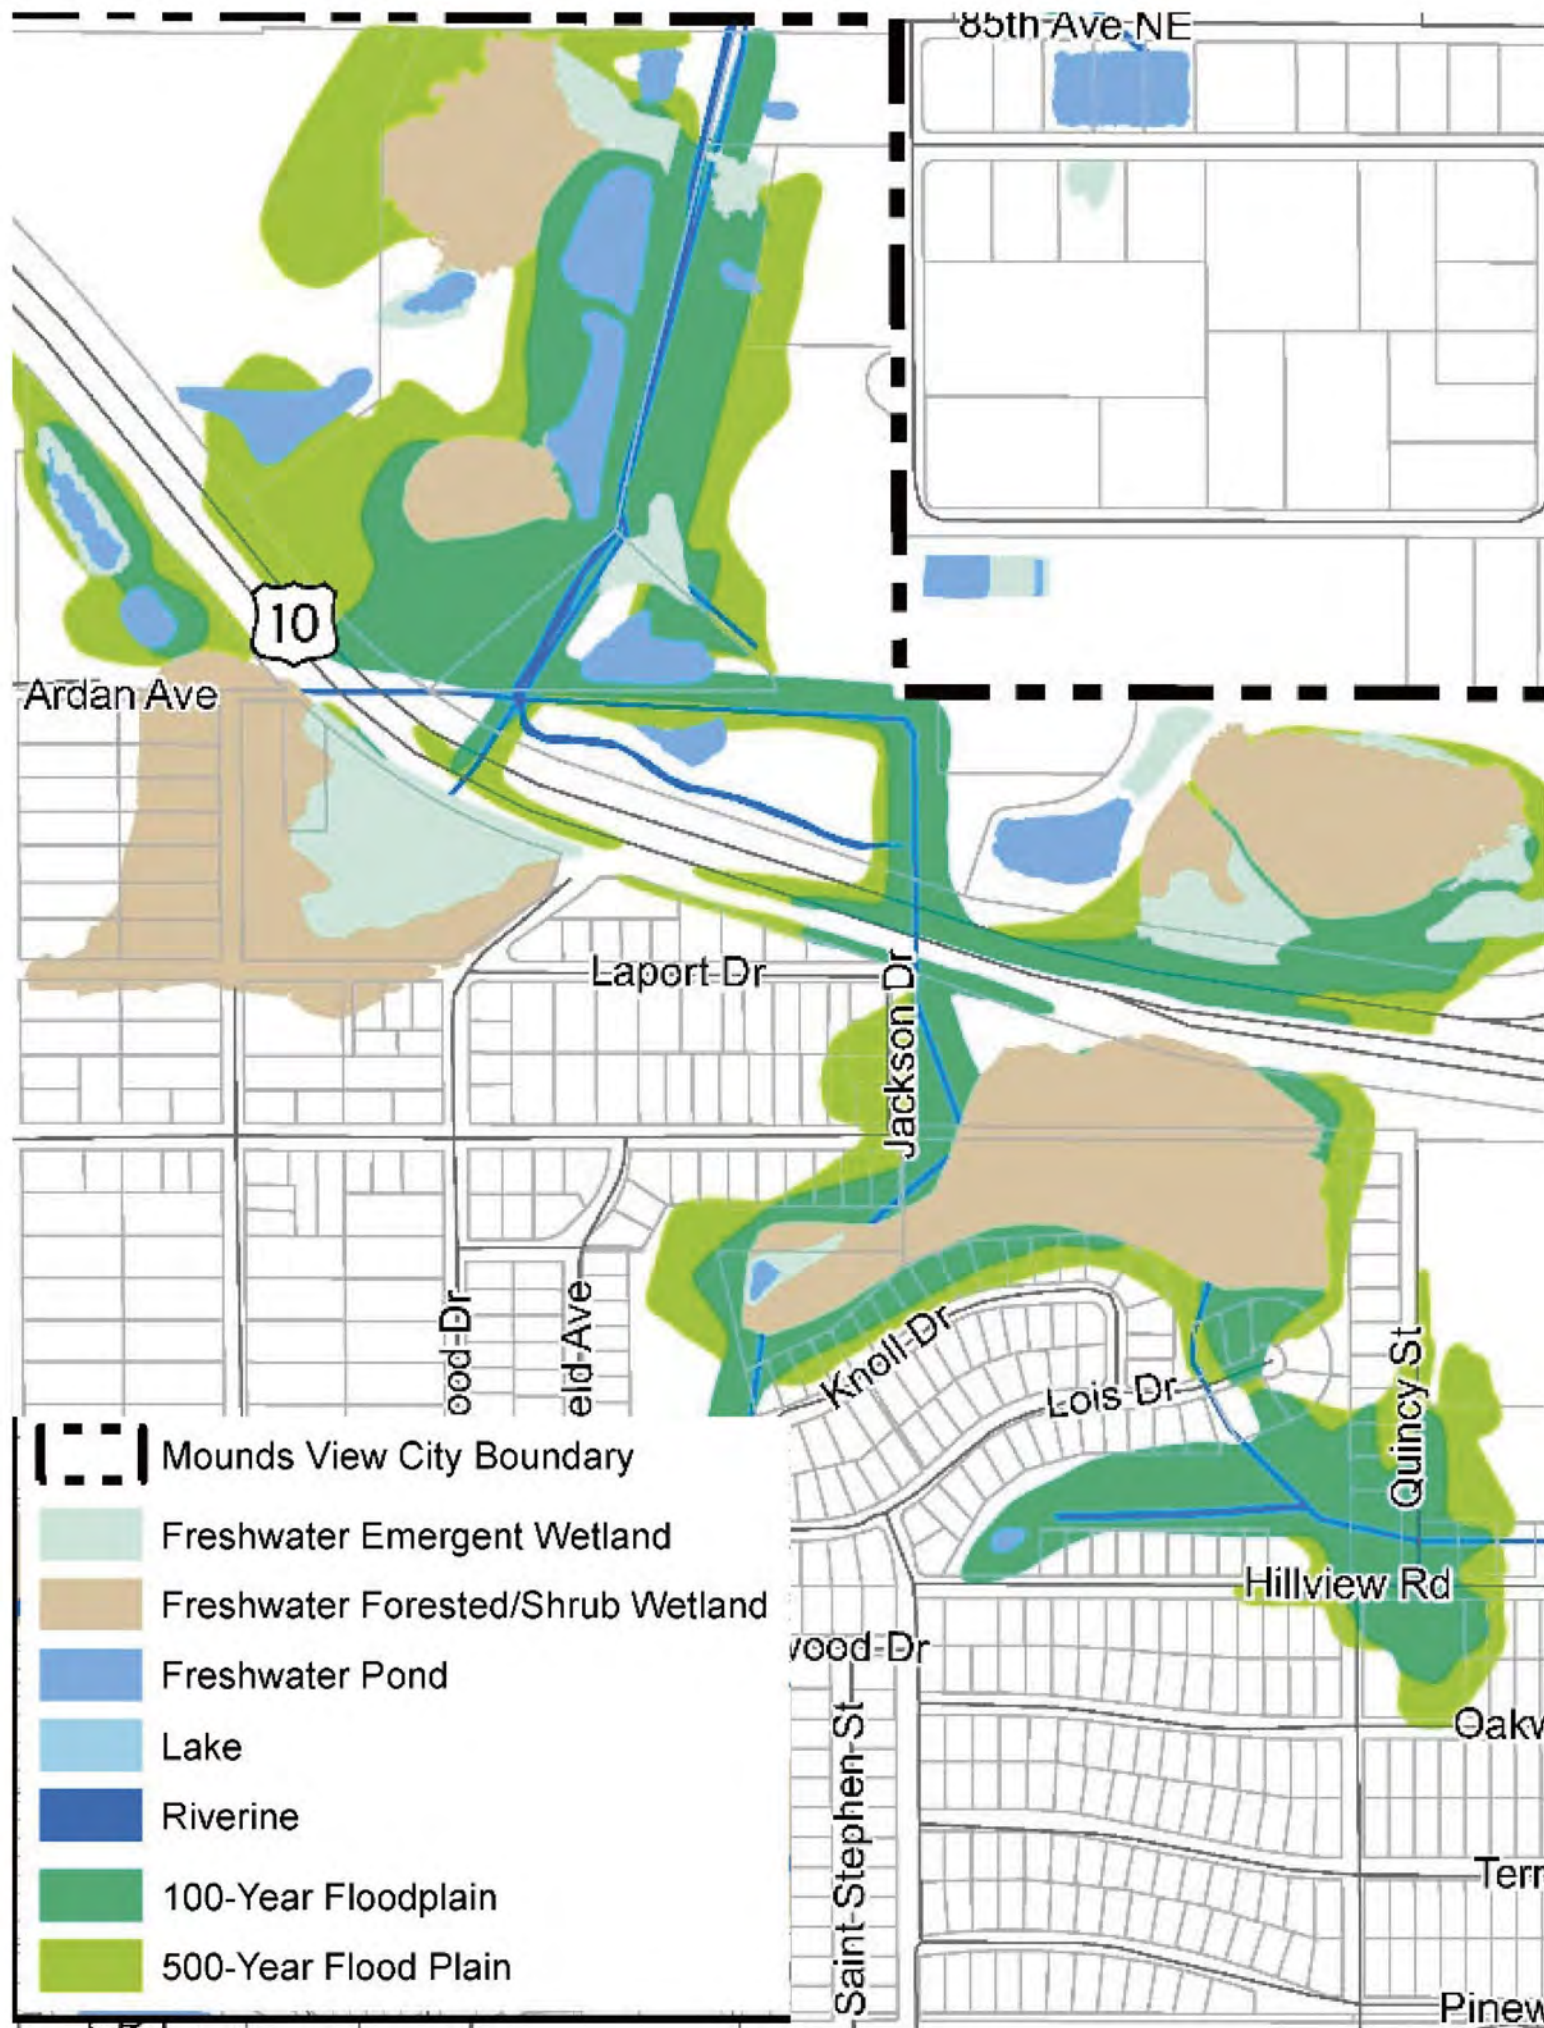 85th Ave NE
10
Ardan Ave
Laport Dr
Jackson Dr
Knoll Dr
Lois Dr
Quincy St
ood Dr
eld Ave
Mounds View City Boundary
Freshwater Emergent Wetland
Hillview Rd
Freshwater Forested/Shrub Wetland
wood Dr
Freshwater Pond
Oakw
Lake
Saint Stephen St
Riverine
Terr
100-Year Floodplain
500-Year Flood Plain
Pinew